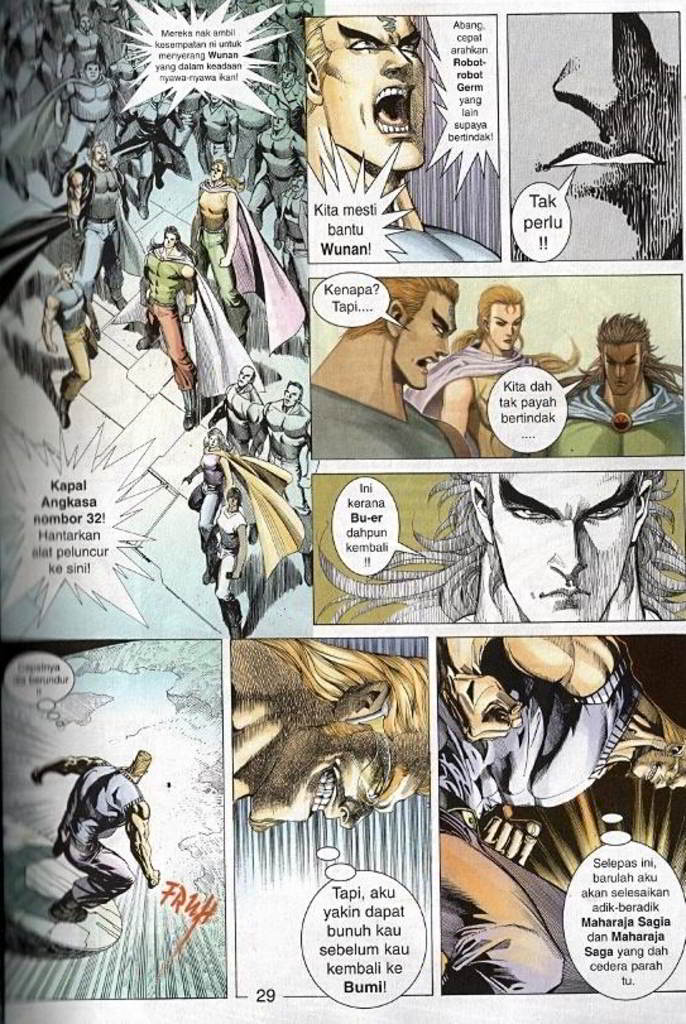 Mereka nak ambil
kesempatan ni untuk
menyerang Wunan
yang dalam keadaan
nyawa-nyawa ikan!
Abang,
cepat
arahkan
Robot-
robot
Germ
yang
lain
supaya
bertindak!
Kita mesti
bantu
Wunan!
Tak
perlu
!!
Kenapa?
Tapi....
Kita dah
tak payah
bertindak
....
Kapal
Angkasa
nombor 32!
Hantarkan
alat peluncur
ke sini!
Ini
kerana
Bu-er
dahpun
kembali
!!
Cepatnya
dia berundur
!!
FRUH
Tapi, aku
yakin dapat
bunuh kau
sebelum kau
kembali ke
Bumi!
Selepas ini,
barulah aku
akan selesaikan
adik-beradik
Maharaja Sagia
dan Maharaja
Saga yang dah
cedera parah
tu.
29